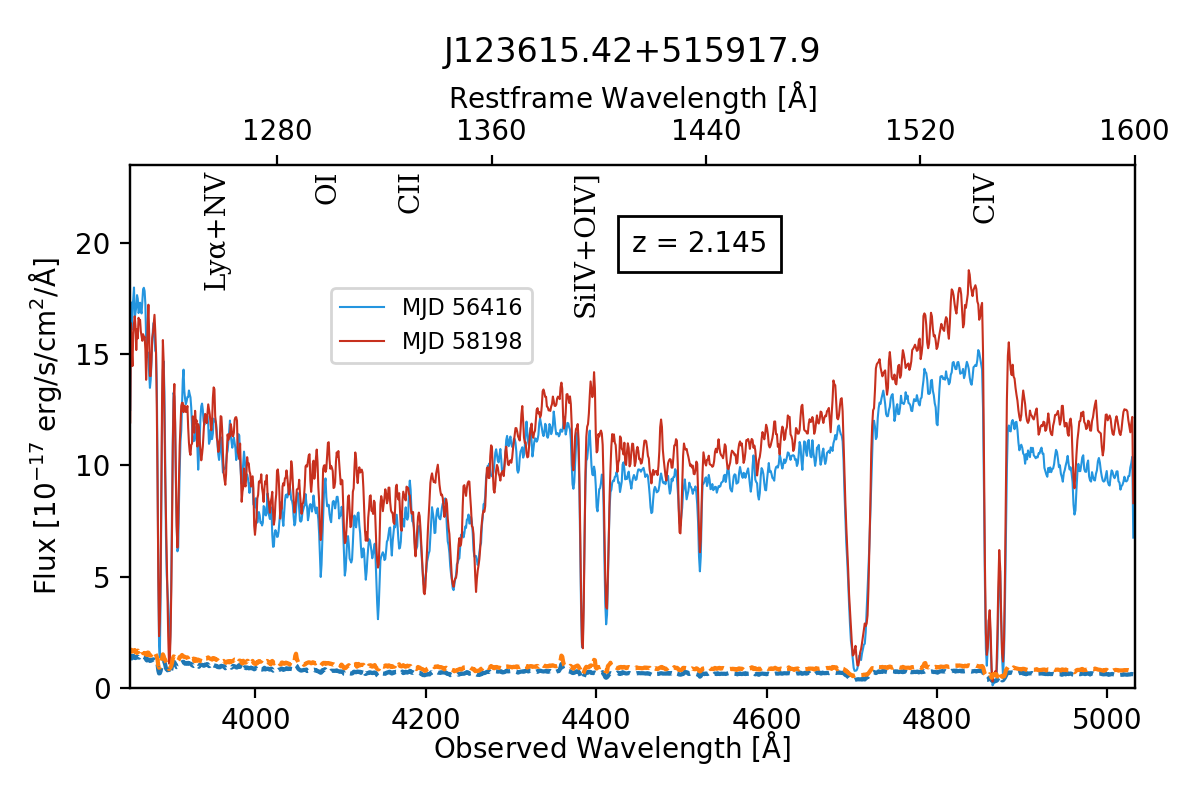 J123615.42+515917.9
Restframe Wavelength [Å]
1280 1360 1440 1520 1600
Lyα+NV
OI
CII
SiIV+OIV]
CIV
z = 2.145
MJD 56416
MJD 58198
Flux [10⁻¹⁷ erg/s/cm²/Å]
20
15
10
5
0
4000 4200 4400 4600 4800 5000
Observed Wavelength [Å]